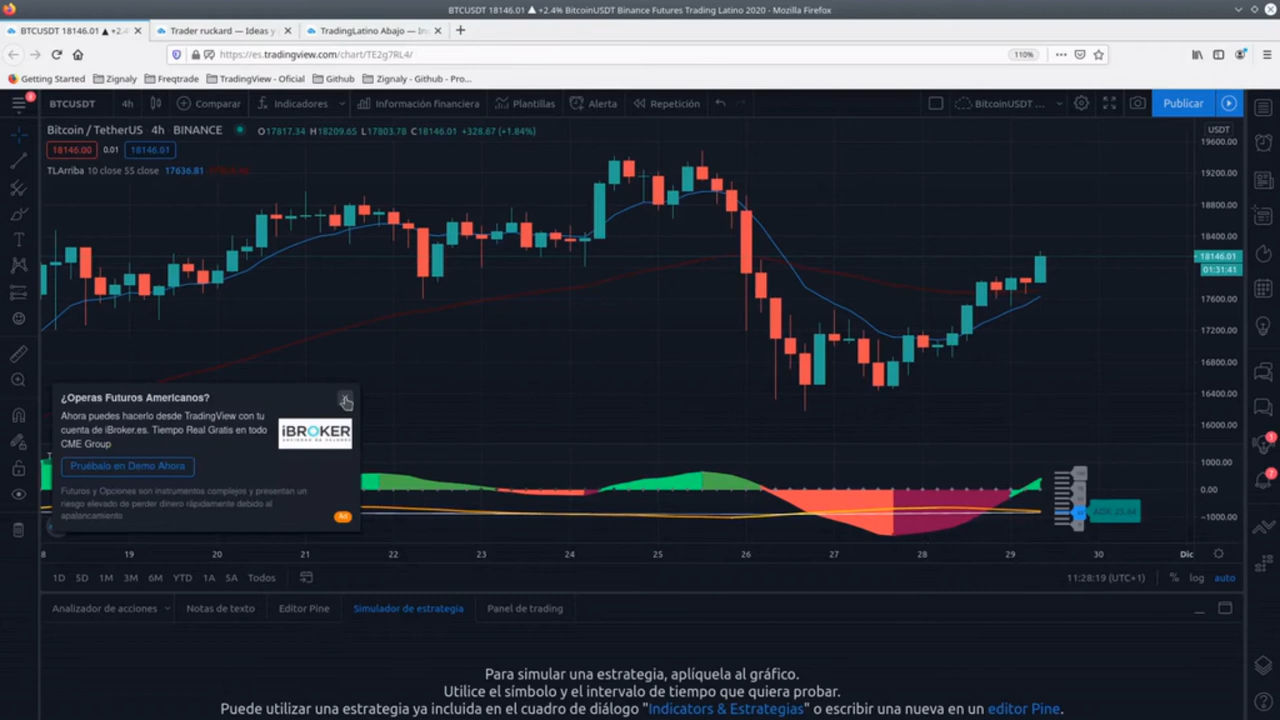 BTCUSDT 18146.01 ▲ +2.4% BitcoinUSDT Binance Futures Trading Latino 2020 - Mozilla Firefox
BTCUSDT 18146.01 ▲ +2.4
Trader ruckard — Ideas y
TradingLatino Abajo — In
https://es.tradingview.com/chart/TE2g7RL4/
110%
Getting Started
Zignaly
Freqtrade
TradingView - Oficial
Github
Zignaly - Github - Pro...
8
BTCUSDT
4h
Comparar
Indicadores
Información financiera
Plantillas
Alerta
Repetición
BitcoinUSDT ...
Publicar
Bitcoin / TetherUS 4h BINANCE
O17817.34 H18209.65 L17803.78 C18146.01 +328.67 (+1.84%)
18146.00 0.01 18146.01
TLArriba 10 close 55 close 17636.81
USDT
19600.00
19200.00
18800.00
18400.00
18146.01
01:31:41
17600.00
17200.00
16800.00
16400.00
16000.00
1000.00
0.00
-1000.00
¿Operas Futuros Americanos?
Ahora puedes hacerlo desde TradingView con tu
cuenta de iBroker.es. Tiempo Real Gratis en todo
CME Group
iBROKER
Pruébalo en Demo Ahora
Futuros y Opciones son instrumentos complejos y presentan un
riesgo elevado de perder dinero rápidamente debido al
apalancamiento
Ad
8 19 20 21 22 23 24 25 26 27 28 29 30 Dic
1D 5D 1M 3M 6M YTD 1A 5A Todos
11:28:19 (UTC+1)
% log auto
Analizador de acciones
Notas de texto
Editor Pine
Simulador de estrategia
Panel de trading
Para simular una estrategia, aplíquela al gráfico.
Utilice el símbolo y el intervalo de tiempo que quiera probar.
Puede utilizar una estrategia ya incluida en el cuadro de diálogo "Indicators & Estrategias" o escribir una nueva en un editor Pine.